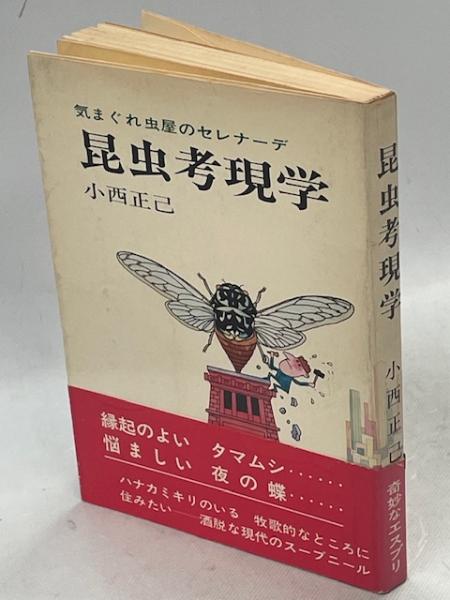 気まぐれ虫屋のセレナーデ
昆虫考現学
小西正己
縁起のよい タマムシ……
悩ましい 夜の蝶……
ハナカミキリのいる 牧歌的なところに
住みたい――洒脱な現代のスーブニール
昆虫考現学
小西正己
奇妙なエスプリ